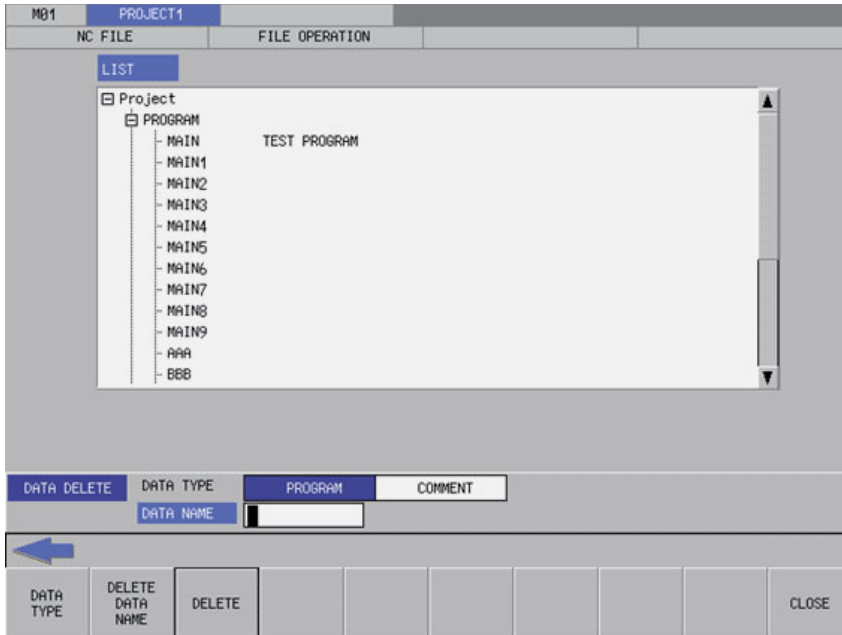 M01 PROJECT1
NC FILE FILE OPERATION
LIST
Project
PROGRAM
MAIN TEST PROGRAM
MAIN1
MAIN2
MAIN3
MAIN4
MAIN5
MAIN6
MAIN7
MAIN8
MAIN9
AAA
BBB
DATA DELETE DATA TYPE PROGRAM COMMENT
DATA NAME
DATA TYPE
DELETE DATA NAME
DELETE
CLOSE